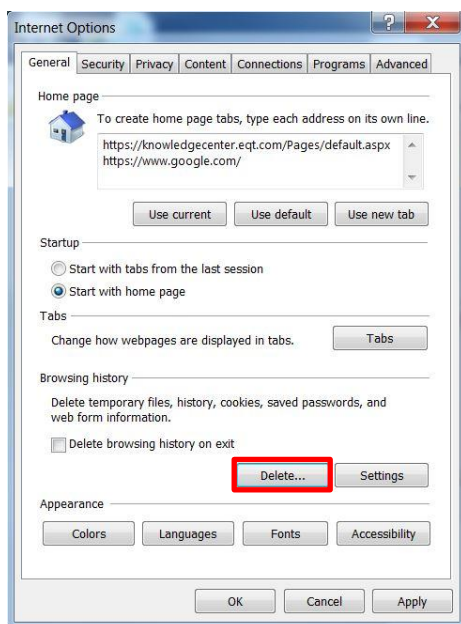 Internet Options
?
X
General Security Privacy Content Connections Programs Advanced
Home page
To create home page tabs, type each address on its own line.
https://knowledgecenter.eqt.com/Pages/default.aspx
https://www.google.com/
Use current Use default Use new tab
Startup
Start with tabs from the last session
Start with home page
Tabs
Change how webpages are displayed in tabs. Tabs
Browsing history
Delete temporary files, history, cookies, saved passwords, and
web form information.
Delete browsing history on exit
Delete... Settings
Appearance
Colors Languages Fonts Accessibility
OK Cancel Apply